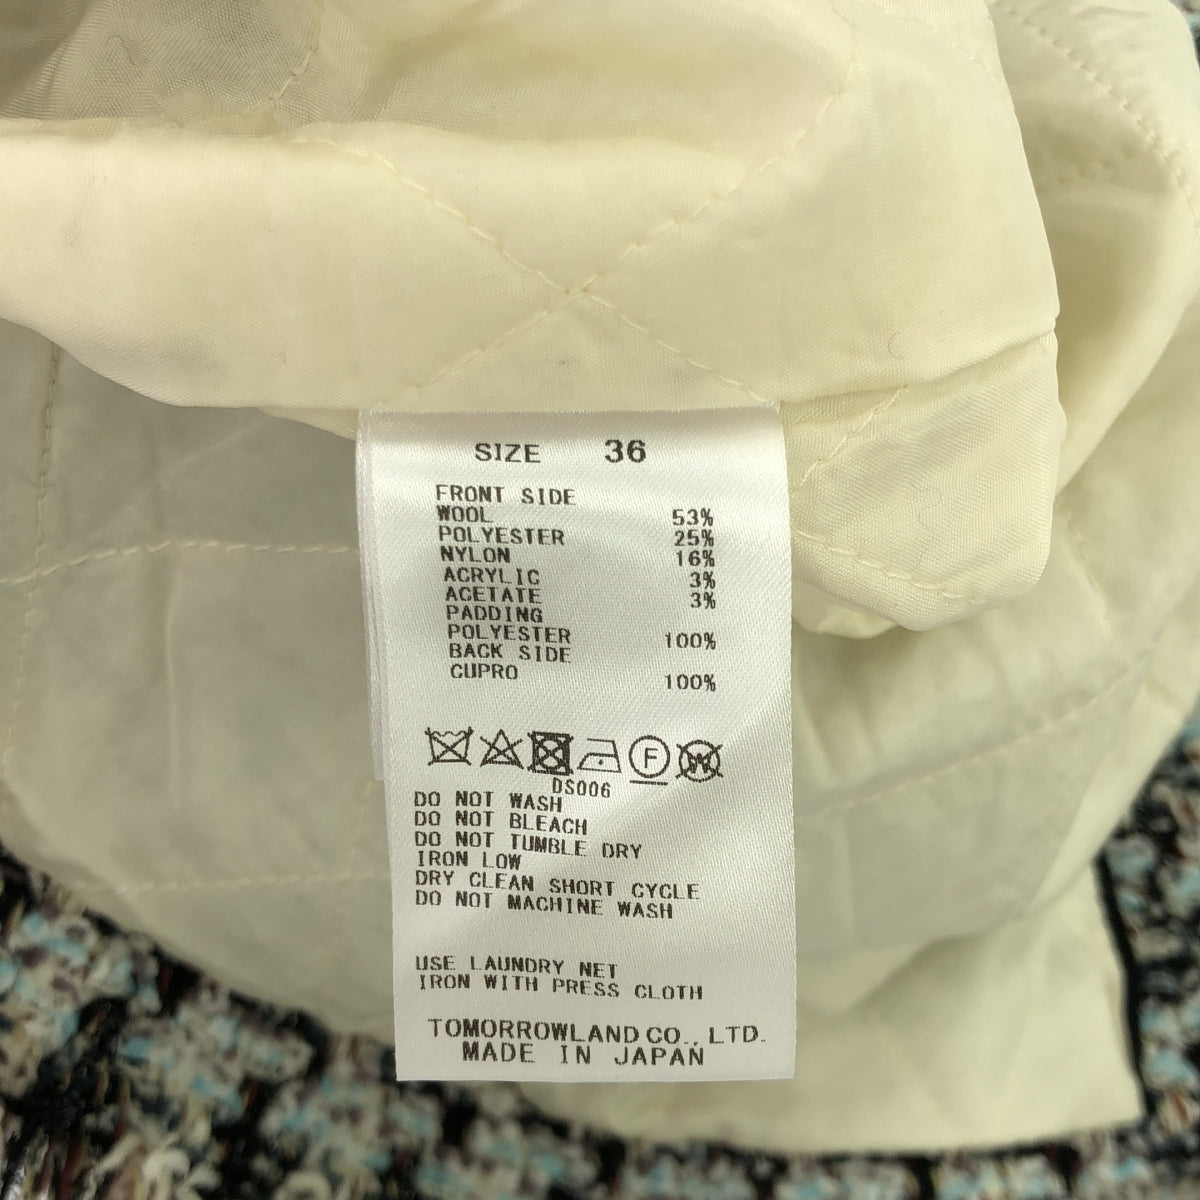 SIZE 36
FRONT SIDE
WOOL 53%
POLYESTER 25%
NYLON 16%
ACRYLIC 3%
ACETATE 3%
PADDING
POLYESTER 100%
BACK SIDE
CUPRO 100%
F W
DS006
DO NOT WASH
DO NOT BLEACH
DO NOT TUMBLE DRY
IRON LOW
DRY CLEAN SHORT CYCLE
DO NOT MACHINE WASH
USE LAUNDRY NET
IRON WITH PRESS CLOTH
TOMORROWLAND CO., LTD.
MADE IN JAPAN